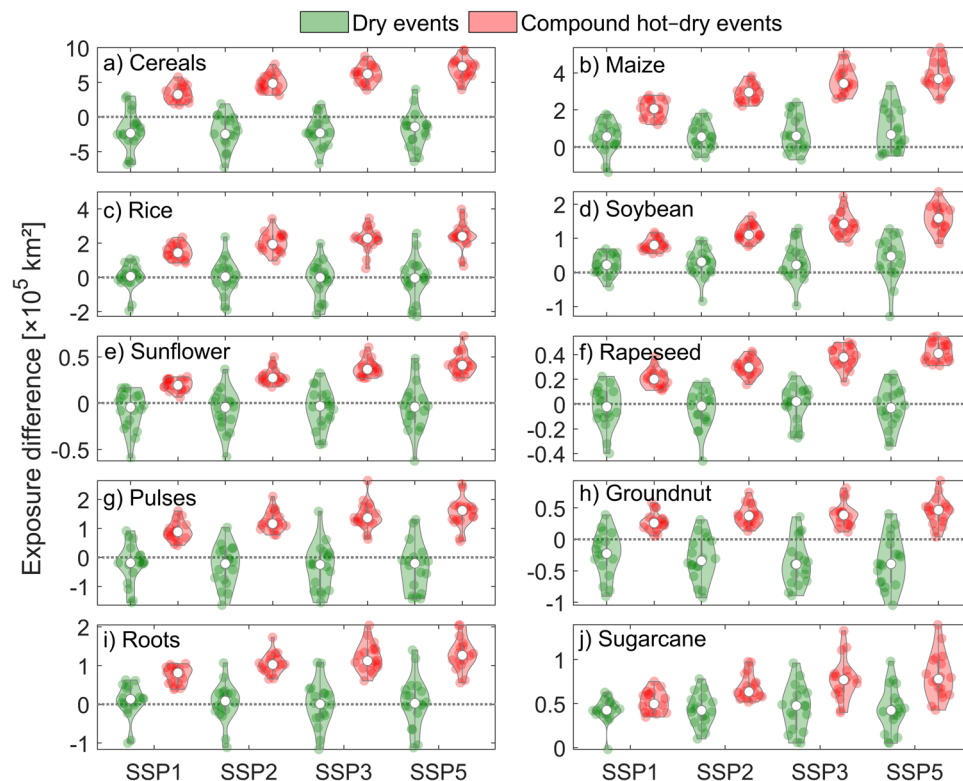 Dry events Compound hot-dry events
Exposure difference [×10⁵ km²]
a) Cereals
10
5
0
-5
b) Maize
4
2
0
c) Rice
4
2
0
-2
d) Soybean
2
1
0
-1
e) Sunflower
0.5
0
-0.5
f) Rapeseed
0.4
0.2
0
-0.2
-0.4
g) Pulses
2
1
0
-1
h) Groundnut
0.5
0
-0.5
-1
i) Roots
2
1
0
-1
j) Sugarcane
1
0.5
0
SSP1 SSP2 SSP3 SSP5 SSP1 SSP2 SSP3 SSP5